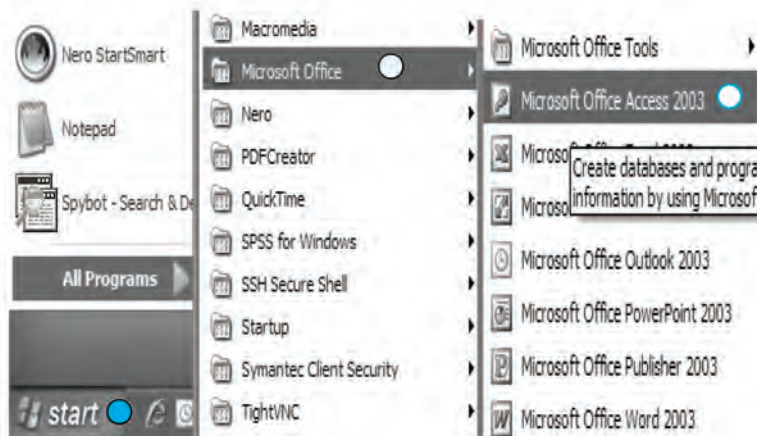 Nero StartSmart
Notepad
Spybot - Search & De
All Programs
start
Macromedia
Microsoft Office
Nero
PDFCreator
QuickTime
SPSS for Windows
SSH Secure Shell
Startup
Symantec Client Security
TightVNC
Microsoft Office Tools
Microsoft Office Access 2003
Microsof
Create databases and progra
Microso
information by using Microsof
Microsoft Office Outlook 2003
Microsoft Office PowerPoint 2003
Microsoft Office Publisher 2003
Microsoft Office Word 2003